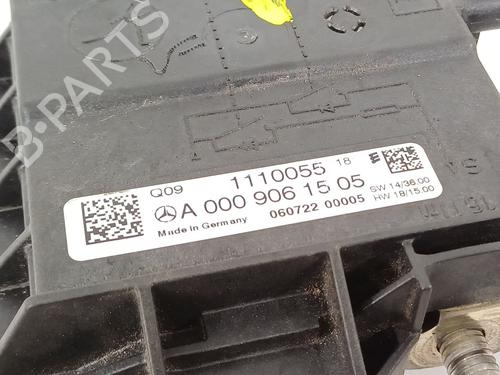 B-PARTS
Q09
1110055 18 E
A 000 906 15 05
SW 14/36.00
HW 18/15.00
Made in Germany
060722 00005